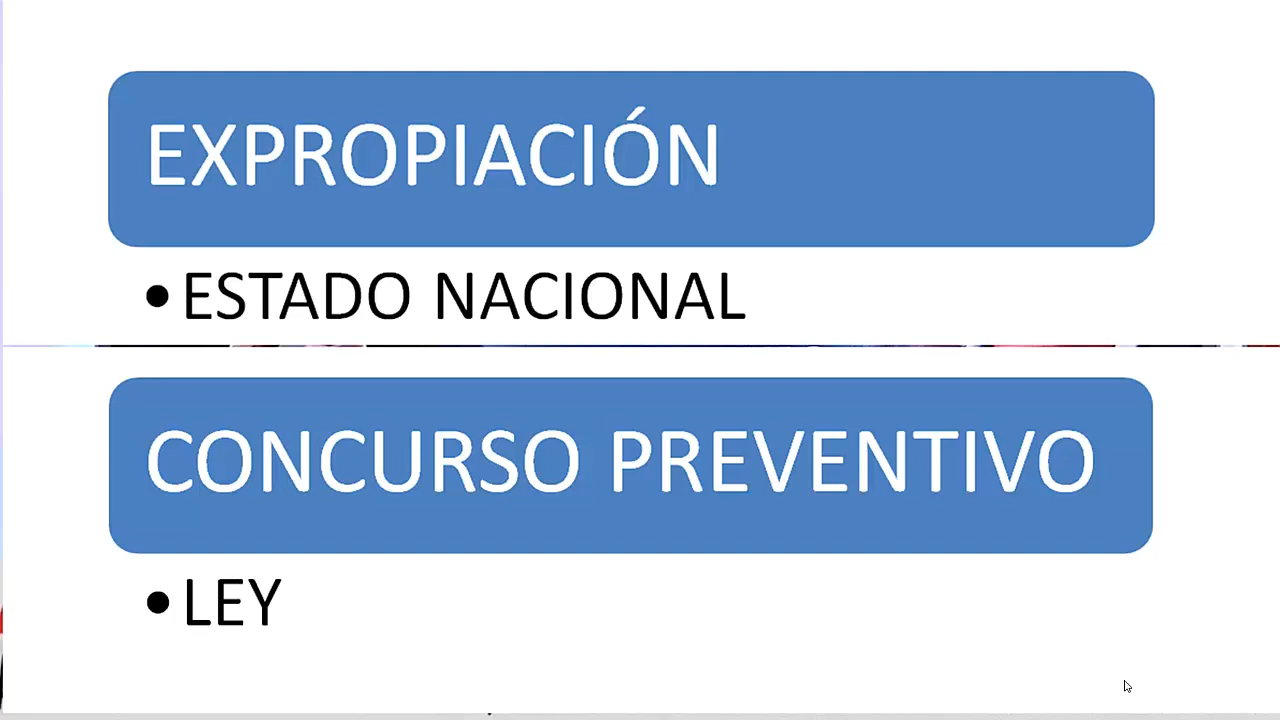 EXPROPIACIÓN
• ESTADO NACIONAL
CONCURSO PREVENTIVO
• LEY